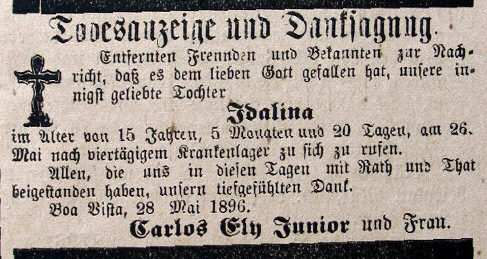 Todesanzeige und Danksagung.
Entfernten Freunden und Bekannten zur Nach-
richt, daß es dem lieben Gott gefallen hat, unsere in-
nigst geliebte Tochter
Idalina
im Alter von 15 Jahren, 5 Monaten und 20 Tagen, am 26.
Mai nach viertägigem Krankenlager zu sich zu rufen.
Allen, die uns in diesen Tagen mit Rath und That
beigestanden haben, unsern tiefgefühlten Dank.
Boa Vista, 28 Mai 1896.
Carlos Ely Junior und Frau.